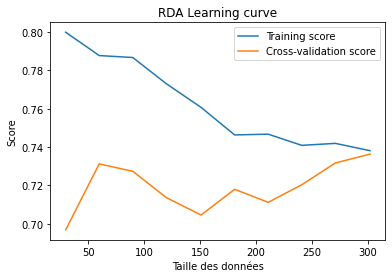 RDA Learning curve
Training score
Cross-validation score
Score
0.80
0.78
0.76
0.74
0.72
0.70
50
100
150
200
250
300
Taille des données